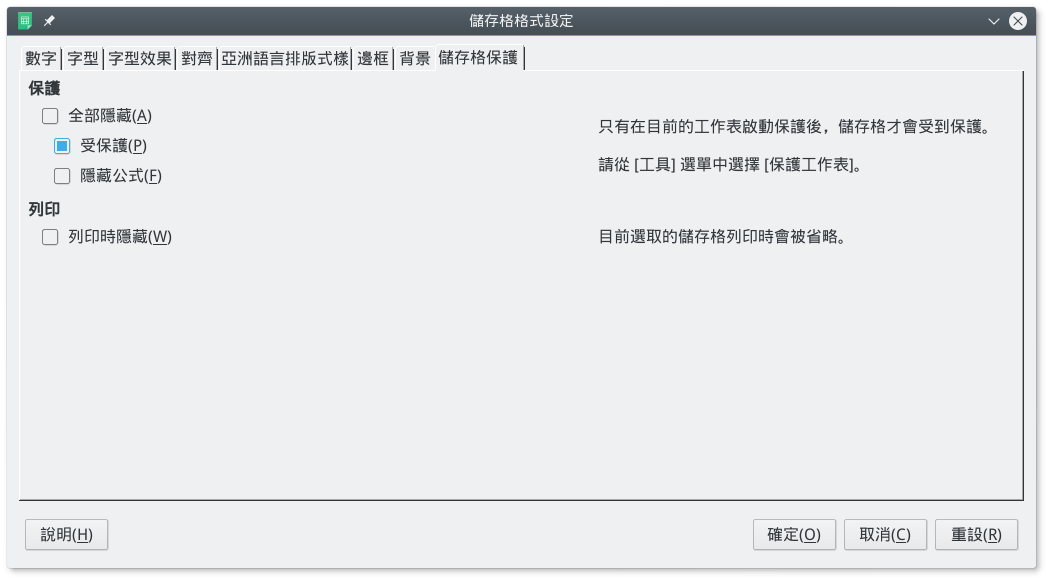 儲存格格式設定
數字 字型 字型效果 對齊 亞洲語言排版式樣 邊框 背景 儲存格保護
保護
全部隱藏(A)
受保護(P)
隱藏公式(F)
只有在目前的工作表啟動保護後，儲存格才會受到保護。
請從 [工具] 選單中選擇 [保護工作表]。
列印
列印時隱藏(W)
目前選取的儲存格列印時會被省略。
說明(H) 確定(O) 取消(C) 重設(R)